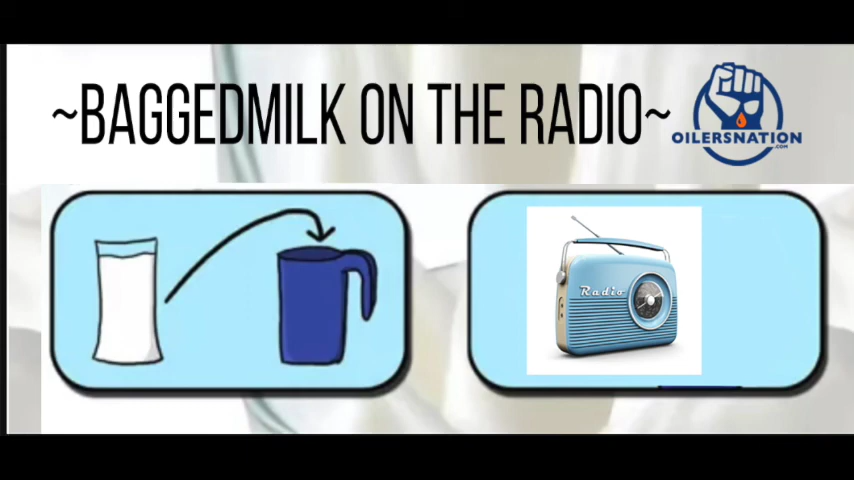 ~BAGGEDMILK ON THE RADIO~
OILERSNATION
.COM
Radio